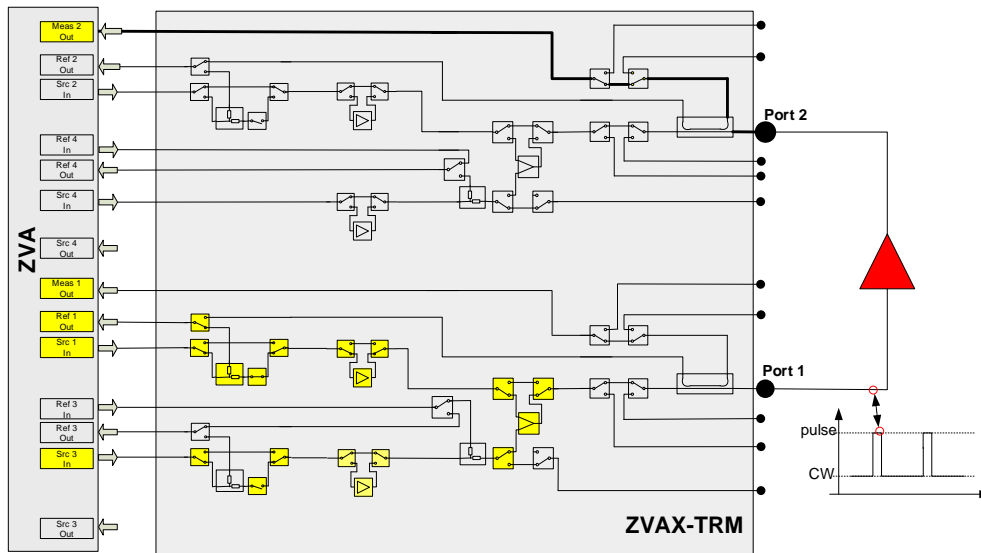 Meas 2
Out
Ref 2
Out
Src 2
In
Ref 4
In
Ref 4
Out
Src 4
In
Src 4
Out
ZVA
Meas 1
Out
Ref 1
Out
Src 1
In
Ref 3
In
Ref 3
Out
Src 3
In
Src 3
Out
Port 2
Port 1
pulse
CW
ZVAX-TRM